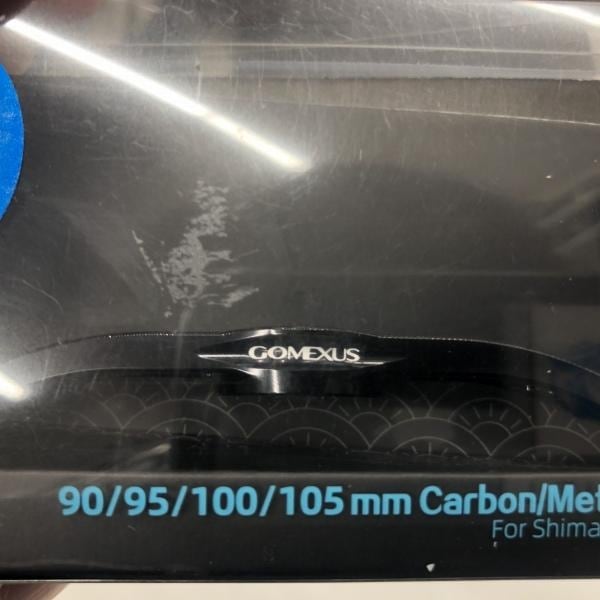 GOMEXUS
90/95/100/105 mm Carbon/Met
For Shima